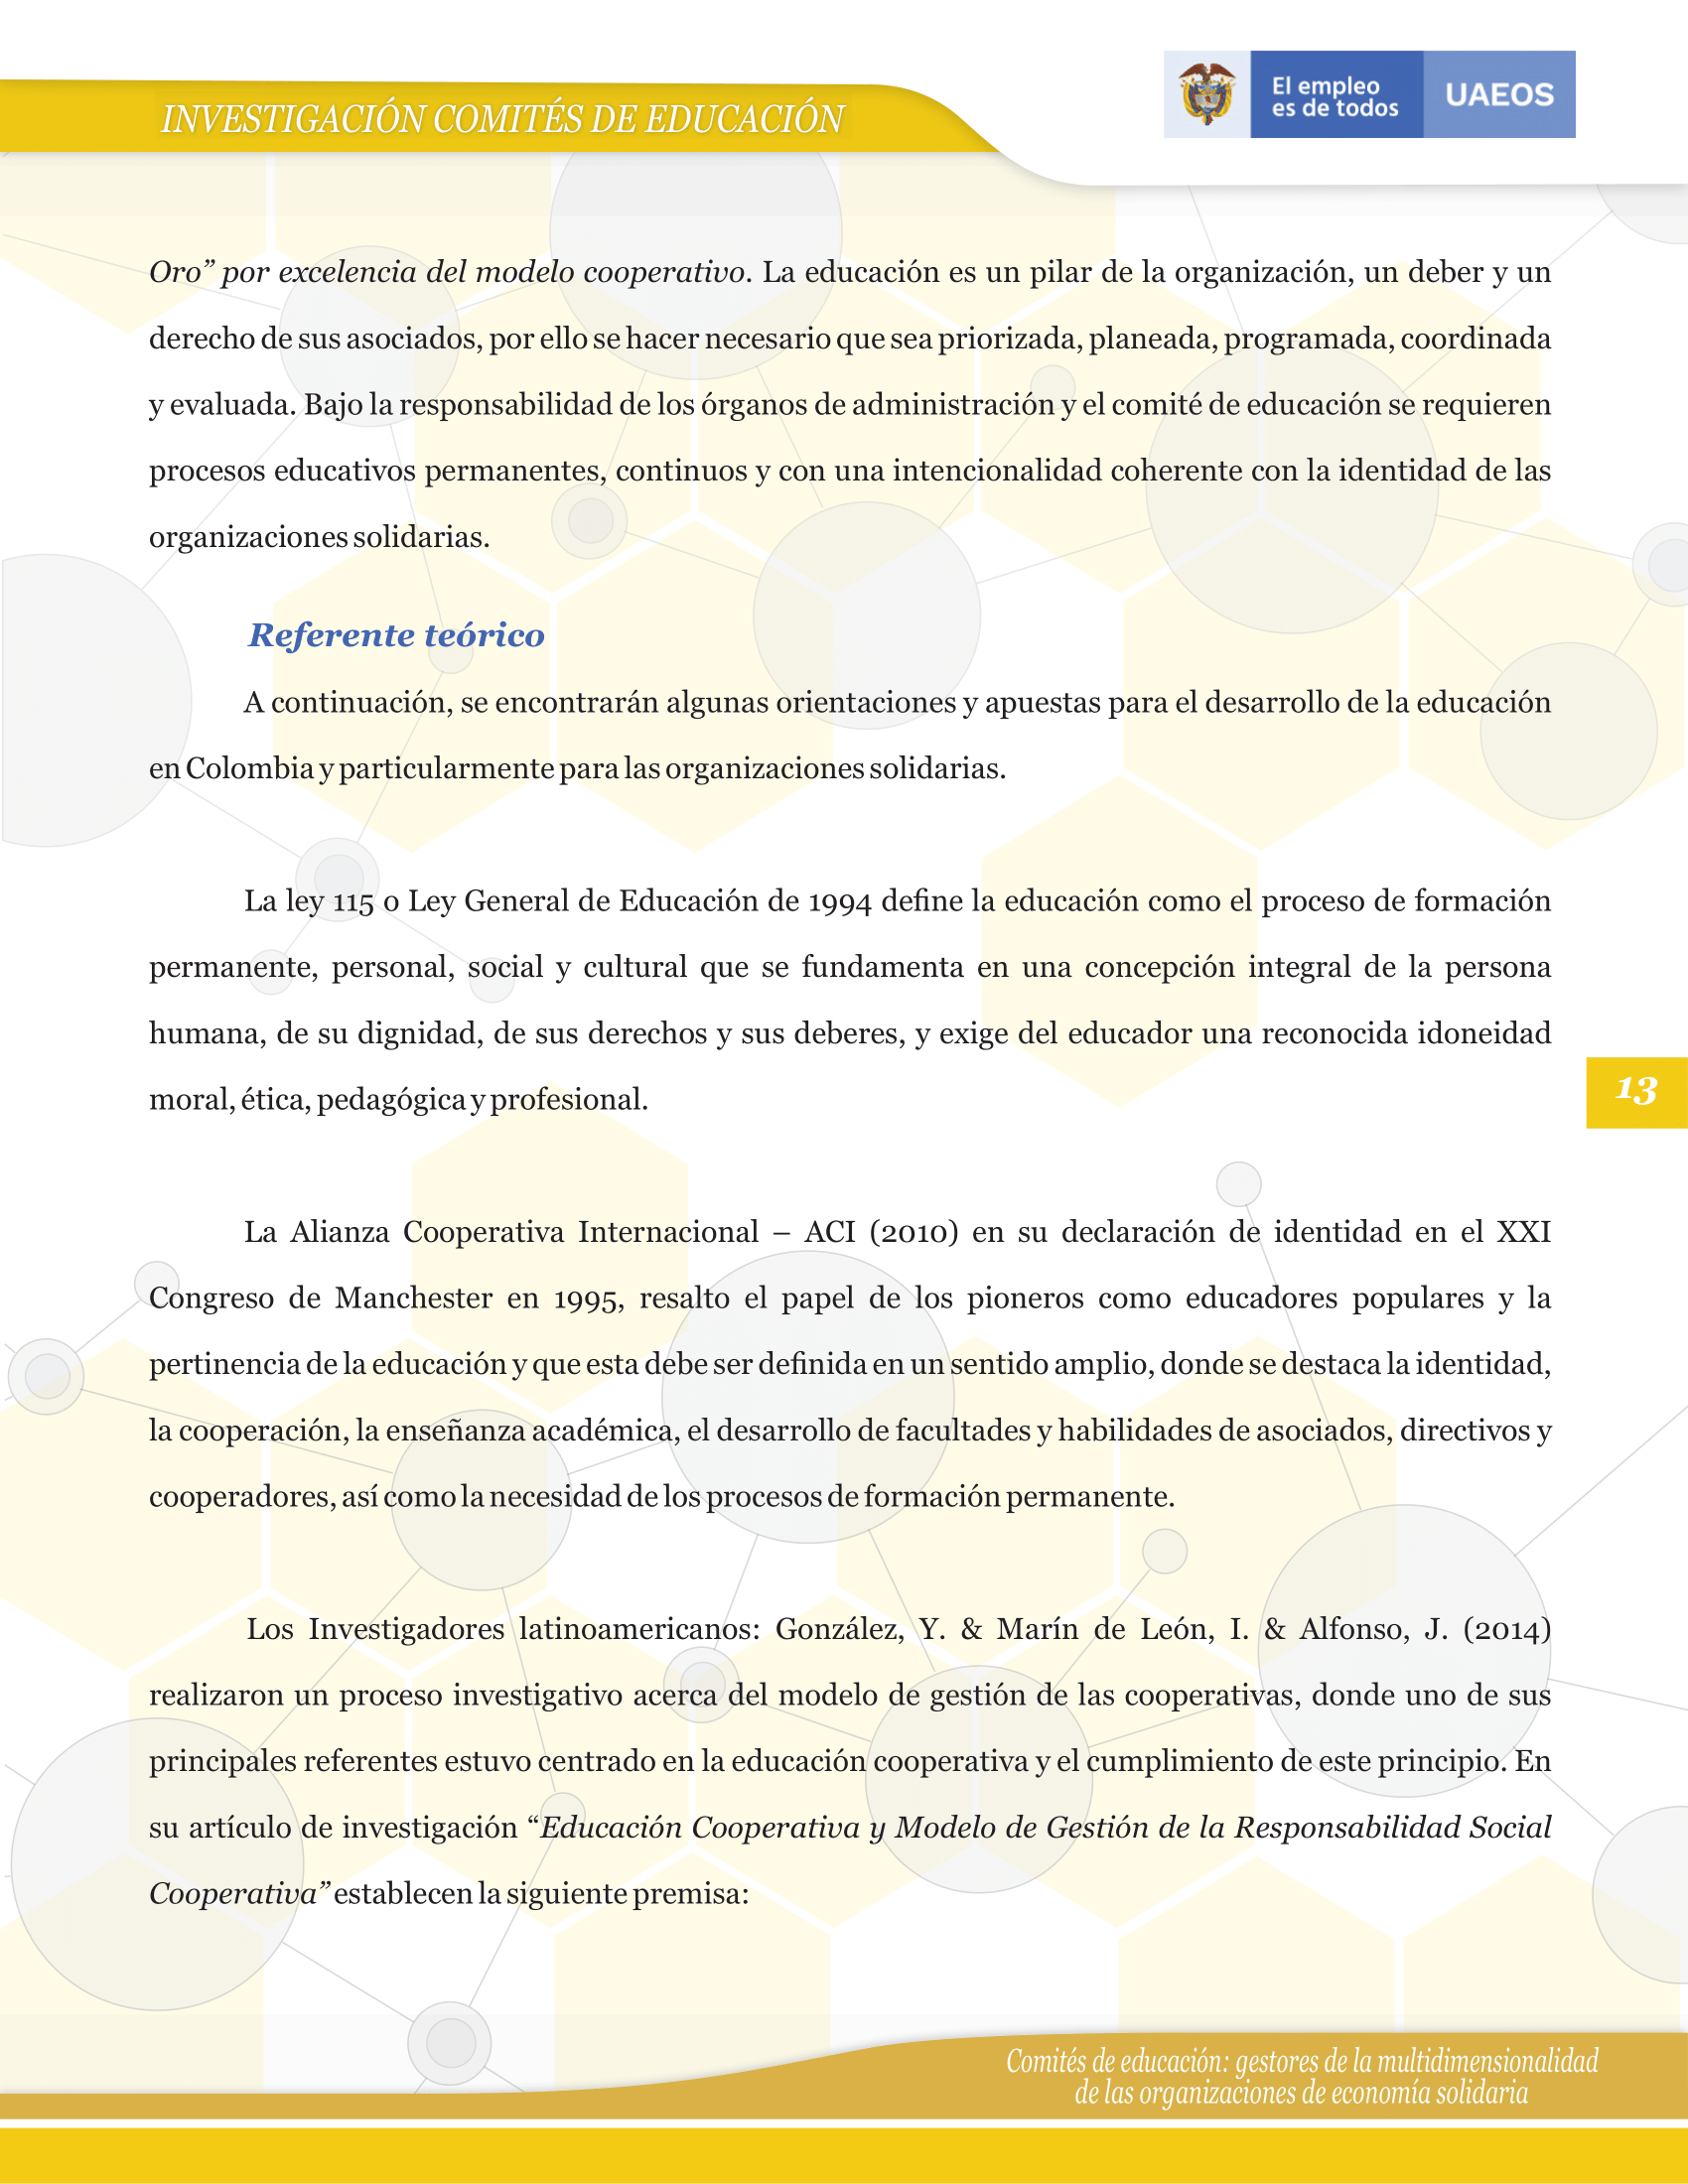 INVESTIGACIÓN COMITÉS DE EDUCACIÓN
El empleo
es de todos
UAEOS
Oro” por excelencia del modelo cooperativo. La educación es un pilar de la organización, un deber y un
derecho de sus asociados, por ello se hacer necesario que sea priorizada, planeada, programada, coordinada
y evaluada. Bajo la responsabilidad de los órganos de administración y el comité de educación se requieren
procesos educativos permanentes, continuos y con una intencionalidad coherente con la identidad de las
organizaciones solidarias.
Referente teórico
A continuación, se encontrarán algunas orientaciones y apuestas para el desarrollo de la educación
en Colombia y particularmente para las organizaciones solidarias.
La ley 115 o Ley General de Educación de 1994 define la educación como el proceso de formación
permanente, personal, social y cultural que se fundamenta en una concepción integral de la persona
humana, de su dignidad, de sus derechos y sus deberes, y exige del educador una reconocida idoneidad
moral, ética, pedagógica y profesional.
13
La Alianza Cooperativa Internacional – ACI (2010) en su declaración de identidad en el XXI
Congreso de Manchester en 1995, resalto el papel de los pioneros como educadores populares y la
pertinencia de la educación y que esta debe ser definida en un sentido amplio, donde se destaca la identidad,
la cooperación, la enseñanza académica, el desarrollo de facultades y habilidades de asociados, directivos y
cooperadores, así como la necesidad de los procesos de formación permanente.
Los Investigadores latinoamericanos: González, Y. & Marín de León, I. & Alfonso, J. (2014)
realizaron un proceso investigativo acerca del modelo de gestión de las cooperativas, donde uno de sus
principales referentes estuvo centrado en la educación cooperativa y el cumplimiento de este principio. En
su artículo de investigación “Educación Cooperativa y Modelo de Gestión de la Responsabilidad Social
Cooperativa” establecen la siguiente premisa:
Comités de educación: gestores de la multidimensionalidad
de las organizaciones de economía solidaria